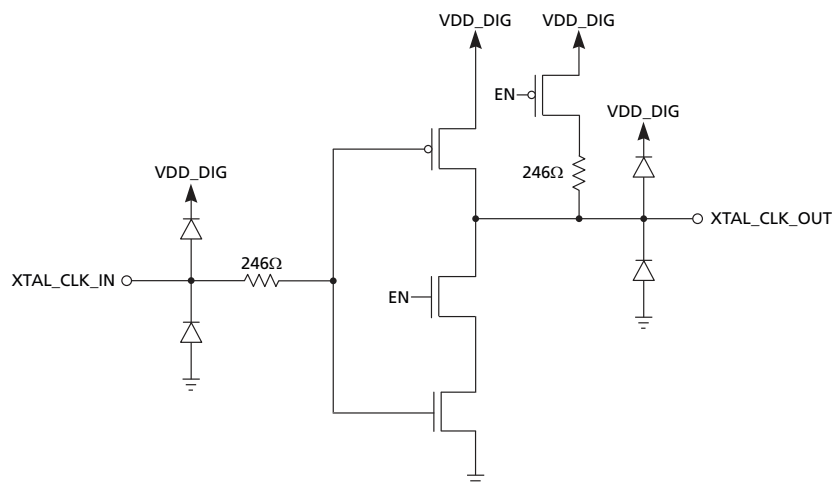 VDD_DIG
VDD_DIG
EN
VDD_DIG
246Ω
VDD_DIG
XTAL_CLK_OUT
246Ω
XTAL_CLK_IN
EN